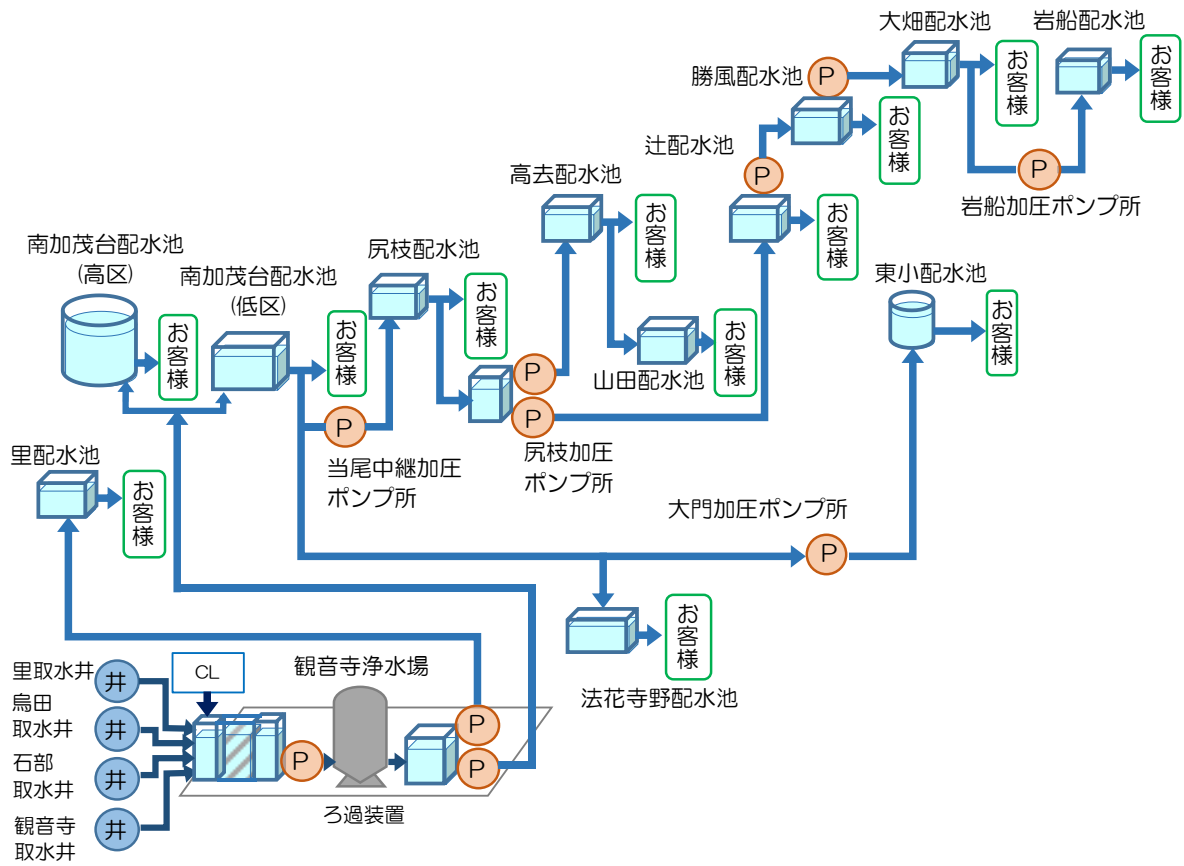 大畑配水池
岩船配水池
お客様
お客様
勝風配水池
P
お客様
辻配水池
P
岩船加圧ポンプ所
P
高去配水池
お客様
お客様
南加茂台配水池
(高区)
南加茂台配水池
(低区)
尻枝配水池
お客様
東小配水池
お客様
お客様
お客様
山田配水池
お客様
P
P
尻枝加圧
ポンプ所
P
当尾中継加圧
ポンプ所
里配水池
お客様
大門加圧ポンプ所
P
お客様
法花寺野配水池
観音寺浄水場
CL
里取水井
井
烏田
取水井
井
石部
取水井
井
観音寺
取水井
井
P
P
P
ろ過装置